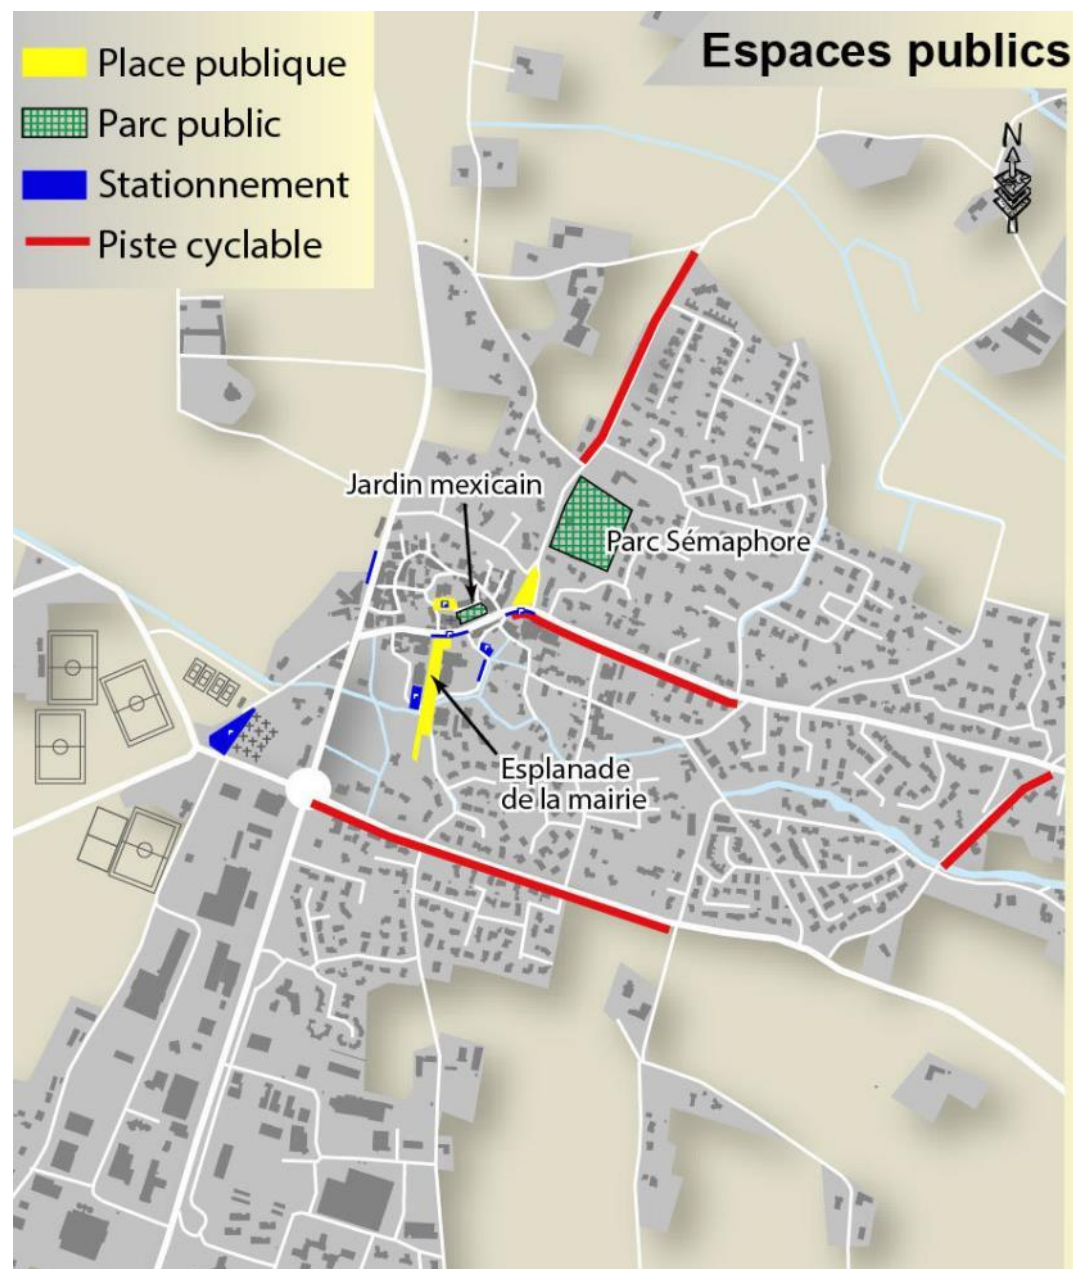 Espaces publics
Place publique
Parc public
Stationnement
Piste cyclable
N
Jardin mexicain
Parc Sémaphore
Esplanade
de la mairie